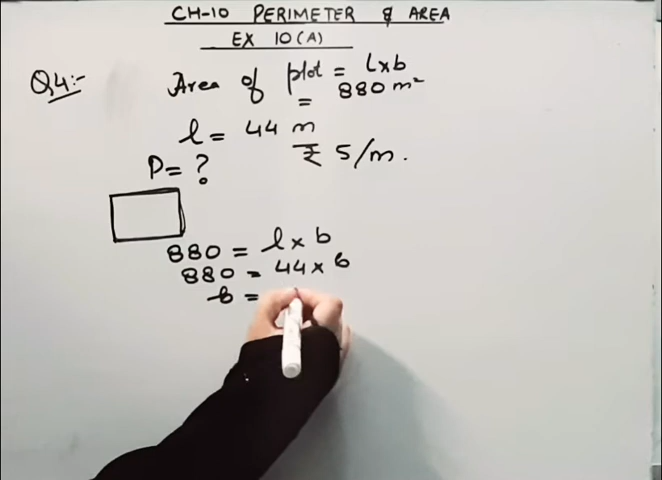 CH-10 PERIMETER & AREA
EX 10(A)
Q4:- Area of plot = l×b
= 880 m²
l = 44 m
₹ 5/m.
P = ?
880 = l × b
880 = 44 × b
b =